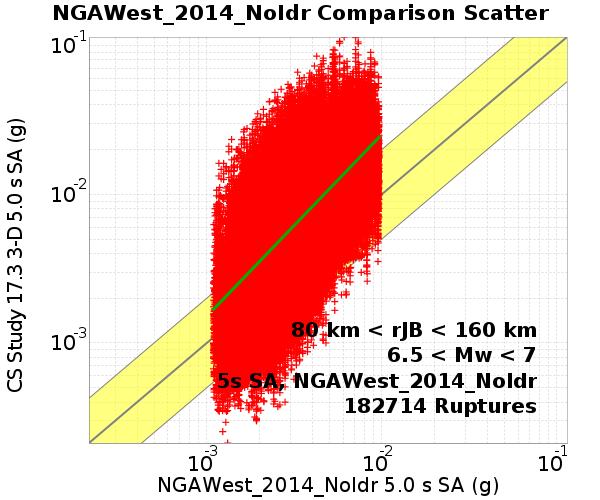 NGAWest_2014_NoIdr Comparison Scatter
CS Study 17.3 3-D 5.0 s SA (g)
10-1
10-2
10-3
80 km < rJB < 160 km
6.5 < Mw < 7
5s SA, NGAWest_2014_NoIdr
182714 Ruptures
10-3 10-2 10-1
NGAWest_2014_NoIdr 5.0 s SA (g)